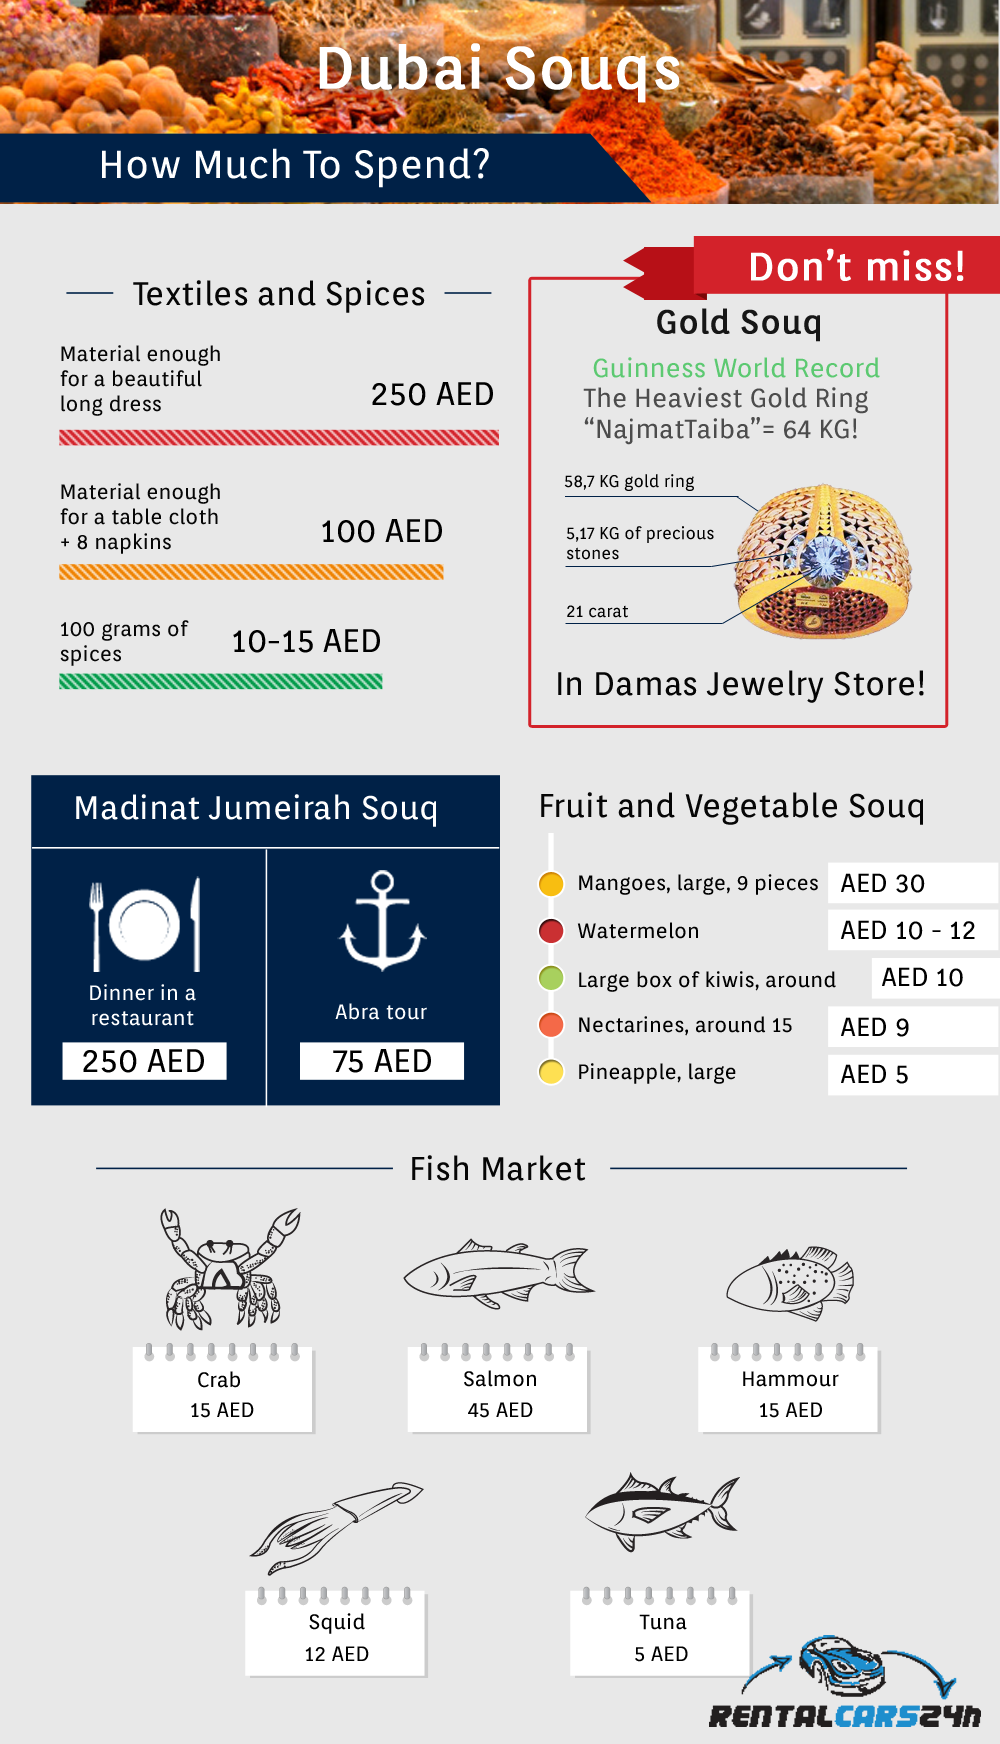 Dubai Souqs
How Much To Spend?
Textiles and Spices
Material enough
for a beautiful
long dress
250 AED
Material enough
for a table cloth
+ 8 napkins
100 AED
100 grams of
spices
10-15 AED
Don't miss!
Gold Souq
Guinness World Record
The Heaviest Gold Ring
“NajmatTaiba”= 64 KG!
58,7 KG gold ring
5,17 KG of precious
stones
21 carat
In Damas Jewelry Store!
Madinat Jumeirah Souq
Dinner in a
restaurant
250 AED
Abra tour
75 AED
Fruit and Vegetable Souq
Mangoes, large, 9 pieces AED 30
Watermelon AED 10 - 12
Large box of kiwis, around AED 10
Nectarines, around 15 AED 9
Pineapple, large AED 5
Fish Market
Crab
15 AED
Salmon
45 AED
Hammour
15 AED
Squid
12 AED
Tuna
5 AED
RENTALCARS24h